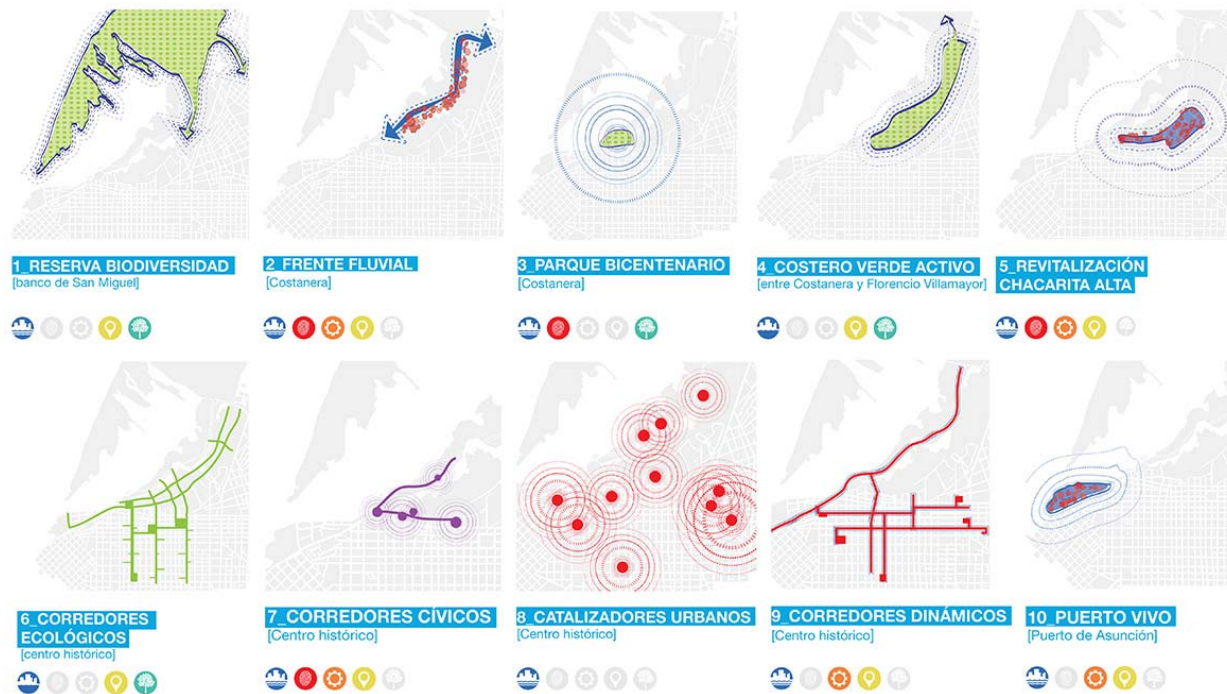 1_RESERVA BIODIVERSIDAD
[banco de San Miguel]
2_FRENTE FLUVIAL
[Costanera]
3_PARQUE BICENTENARIO
[Costanera]
4_COSTERO VERDE ACTIVO
[entre Costanera y Florencio Villamayor]
5_REVITALIZACIÓN
CHACARITA ALTA
6_CORREDORES
ECOLÓGICOS
[centro histórico]
7_CORREDORES CÍVICOS
[Centro histórico]
8_CATALIZADORES URBANOS
[Centro histórico]
9_CORREDORES DINÁMICOS
[Centro histórico]
10_PUERTO VIVO
[Puerto de Asunción]